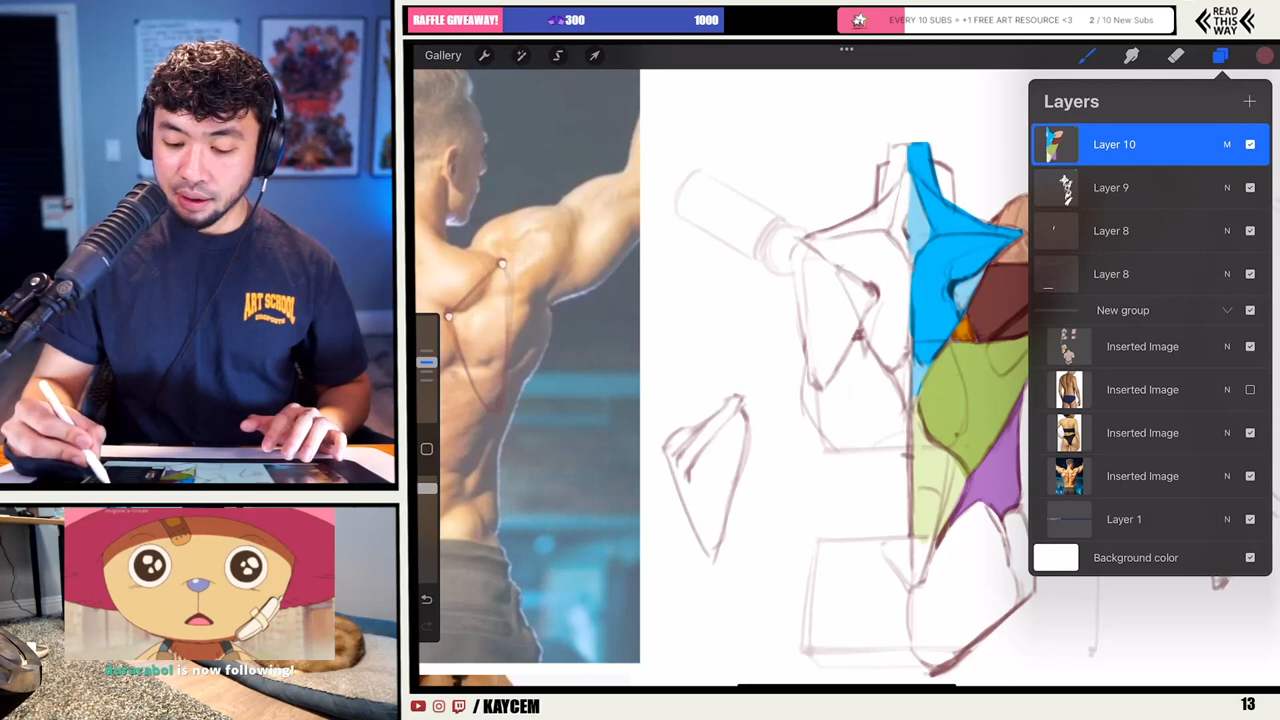 RAFFLE GIVEAWAY!
300
1000
EVERY 10 SUBS = +1 FREE ART RESOURCE <3
2 / 10 New Subs
READ
THIS
WAY
Gallery
Layers
Layer 10
M
Layer 9
N
Layer 8
N
Layer 8
N
New group
Inserted Image
N
Inserted Image
N
Inserted Image
N
Inserted Image
N
Layer 1
N
Background color
ART SCHOOL
DROPOUTS
is now following!
/ KAYCEM
13